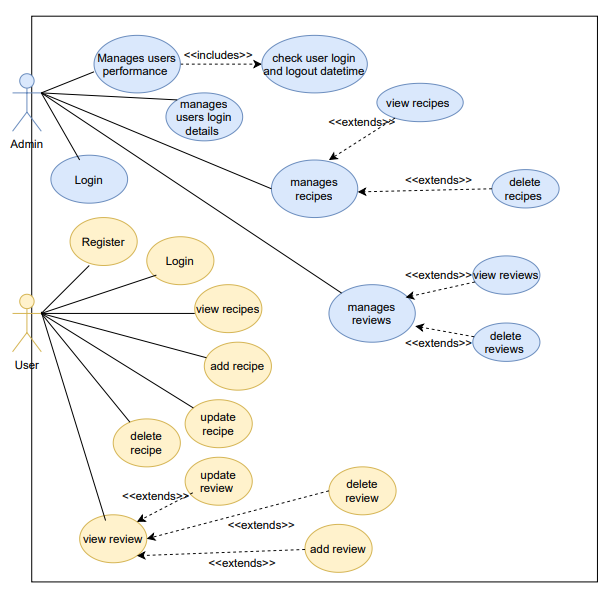 Manages users
performance
<<includes>>
check user login
and logout datetime
Admin
manages
users login
details
view recipes
<<extends>>
Login
manages
recipes
<<extends>>
delete
recipes
Register
Login
view recipes
manages
reviews
<<extends>>
view reviews
<<extends>>
delete
reviews
User
add recipe
update
recipe
delete
recipe
update
review
<<extends>>
delete
review
<<extends>>
view review
add review
<<extends>>